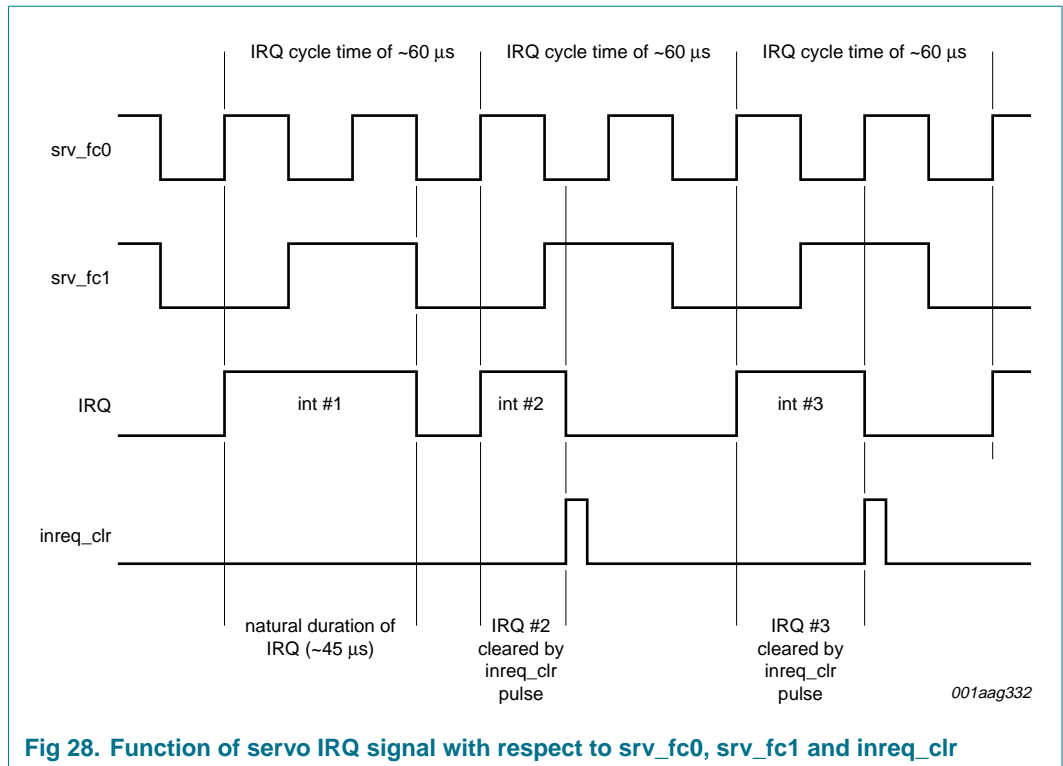 IRQ cycle time of ~60 μs IRQ cycle time of ~60 μs IRQ cycle time of ~60 μs
srv_fc0
srv_fc1
IRQ int #1 int #2 int #3
inreq_clr
natural duration of
IRQ (~45 μs)
IRQ #2
cleared by
inreq_clr
pulse
IRQ #3
cleared by
inreq_clr
pulse
001aag332
Fig 28. Function of servo IRQ signal with respect to srv_fc0, srv_fc1 and inreq_clr